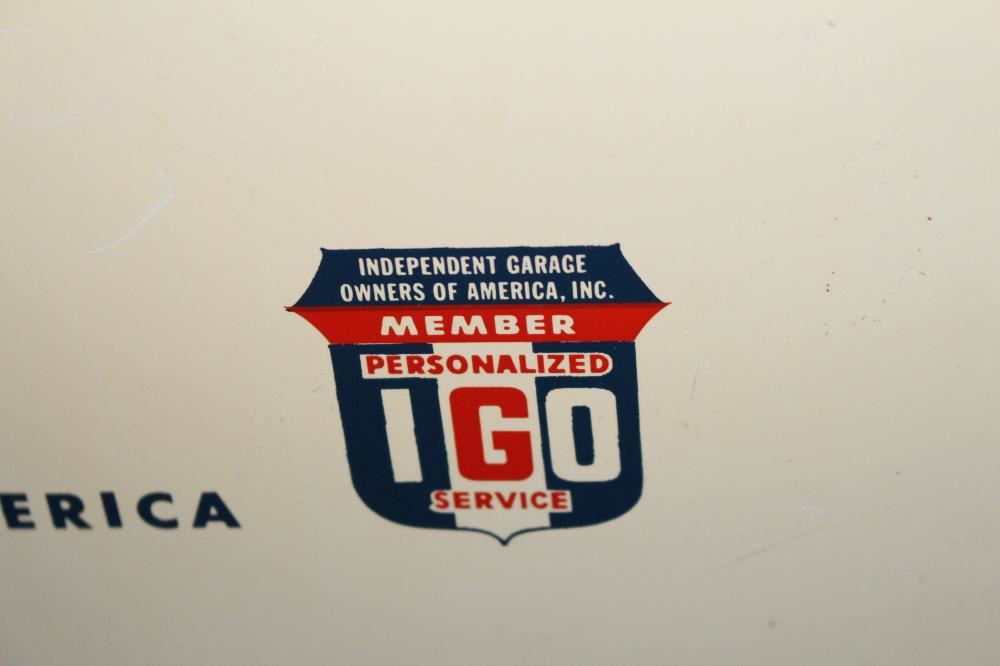 INDEPENDENT GARAGE
OWNERS OF AMERICA, INC.
MEMBER
PERSONALIZED
IGO
SERVICE
ERICA